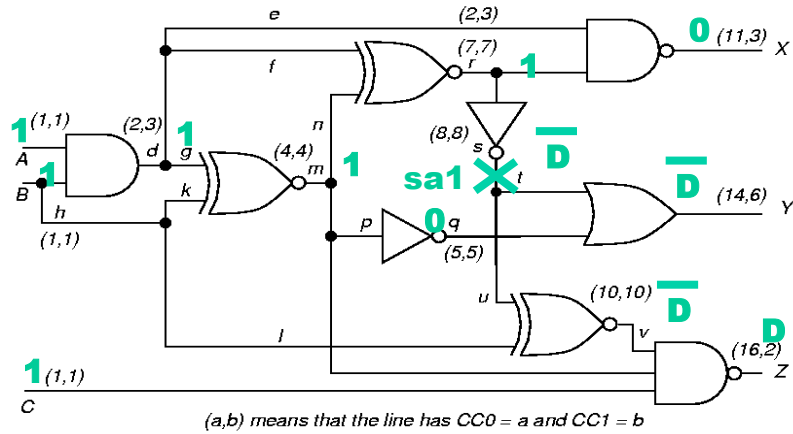 e (2,3) 0 (11,3) X
f (7,7) r 1
1 (1,1) A (2,3) d 1 g (4,4) m 1 n
1 B k (8,8) s D
h (1,1) sa1 t D (14,6) Y
p 0 q (5,5)
u (10,10) D v
l D (16,2) Z
1 (1,1) C
(a,b) means that the line has CC0 = a and CC1 = b